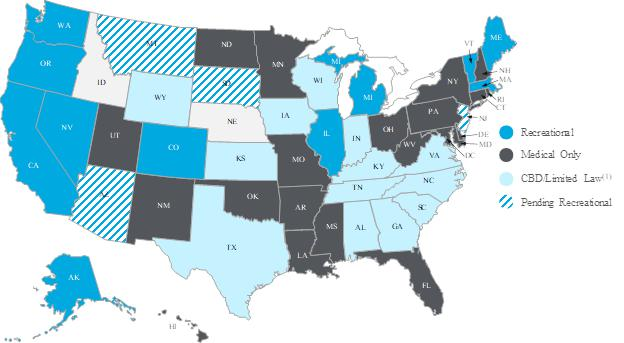 WA
MT
ND
MN
ME
VT
OR
ID
SD
WI
MI
NH
MA
NY
WY
MI
RI
CT
NV
NE
IA
PA
NJ
UT
CO
IL
IN
OH
DE
MD
DC
CA
KS
MO
WV
VA
KY
AZ
NM
OK
AR
TN
NC
SC
TX
LA
MS
AL
GA
FL
AK
HI
Recreational
Medical Only
CBD/Limited Law(1)
Pending Recreational